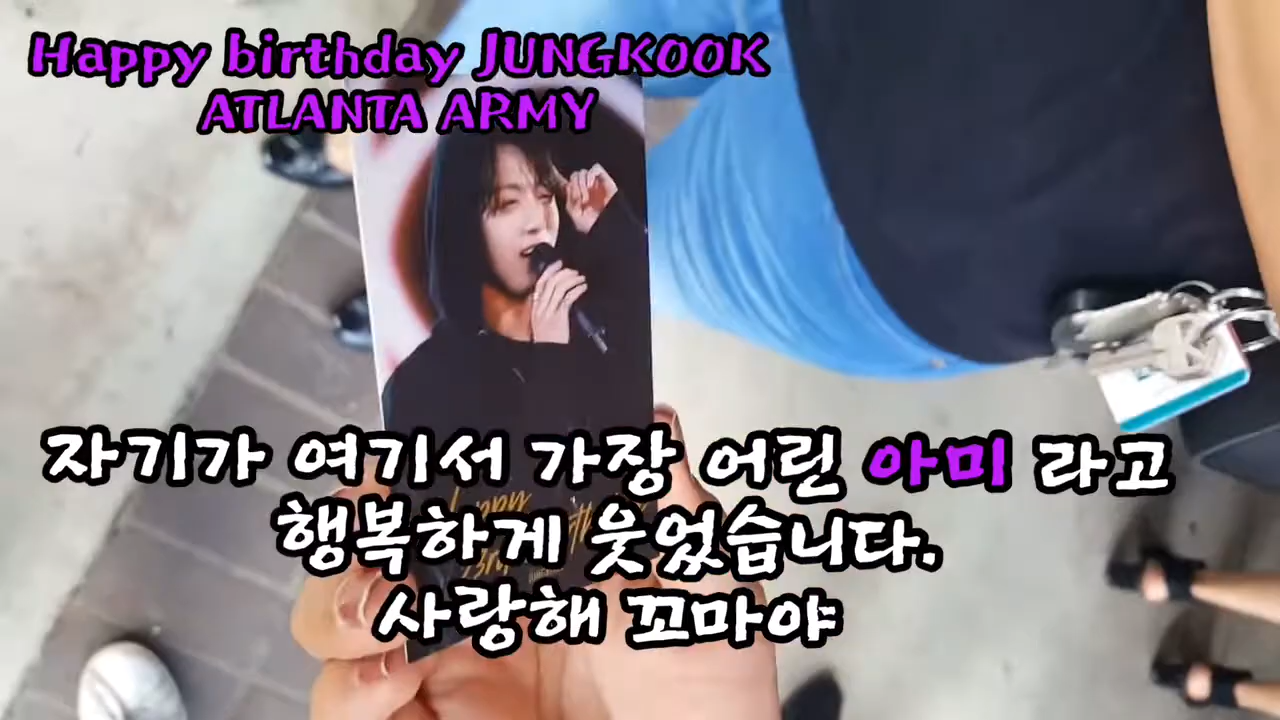 Happy birthday JUNGKOOK
ATLANTA ARMY
자기가 여기서 가장 어린 아미 라고
행복하게 웃었습니다.
사랑해 꼬마야